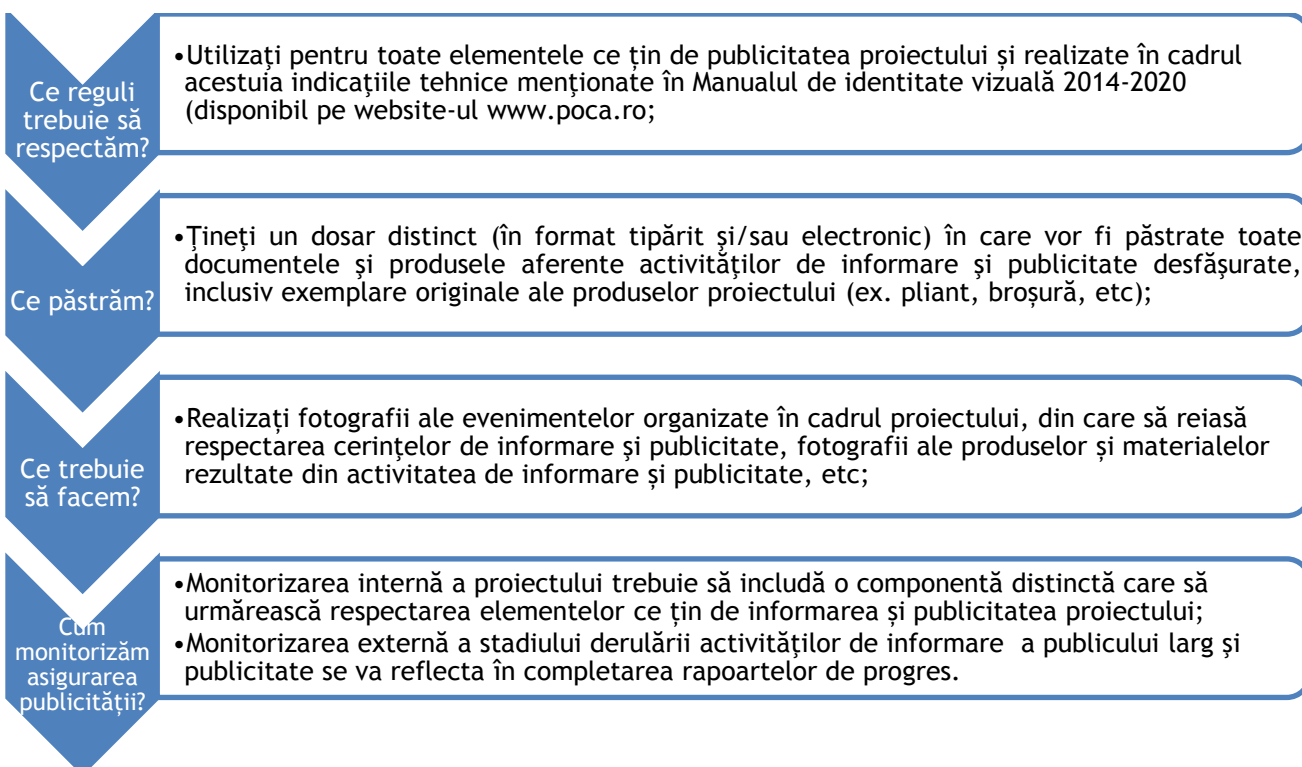 Ce reguli
trebuie să
respectăm?
•Utilizaţi pentru toate elementele ce țin de publicitatea proiectului și realizate în cadrul
acestuia indicaţiile tehnice menţionate în Manualul de identitate vizuală 2014-2020
(disponibil pe website-ul www.poca.ro;
Ce păstrăm?
•Ţineţi un dosar distinct (în format tipărit şi/sau electronic) în care vor fi păstrate toate
documentele şi produsele aferente activităţilor de informare şi publicitate desfăşurate,
inclusiv exemplare originale ale produselor proiectului (ex. pliant, broșură, etc);
Ce trebuie
să facem?
•Realizați fotografii ale evenimentelor organizate în cadrul proiectului, din care să reiasă
respectarea cerinţelor de informare şi publicitate, fotografii ale produselor și materialelor
rezultate din activitatea de informare și publicitate, etc;
Cum
monitorizăm
asigurarea
publicității?
•Monitorizarea internă a proiectului trebuie să includă o componentă distinctă care să
urmărească respectarea elementelor ce țin de informarea și publicitatea proiectului;
•Monitorizarea externă a stadiului derulării activităţilor de informare a publicului larg şi
publicitate se va reflecta în completarea rapoartelor de progres.